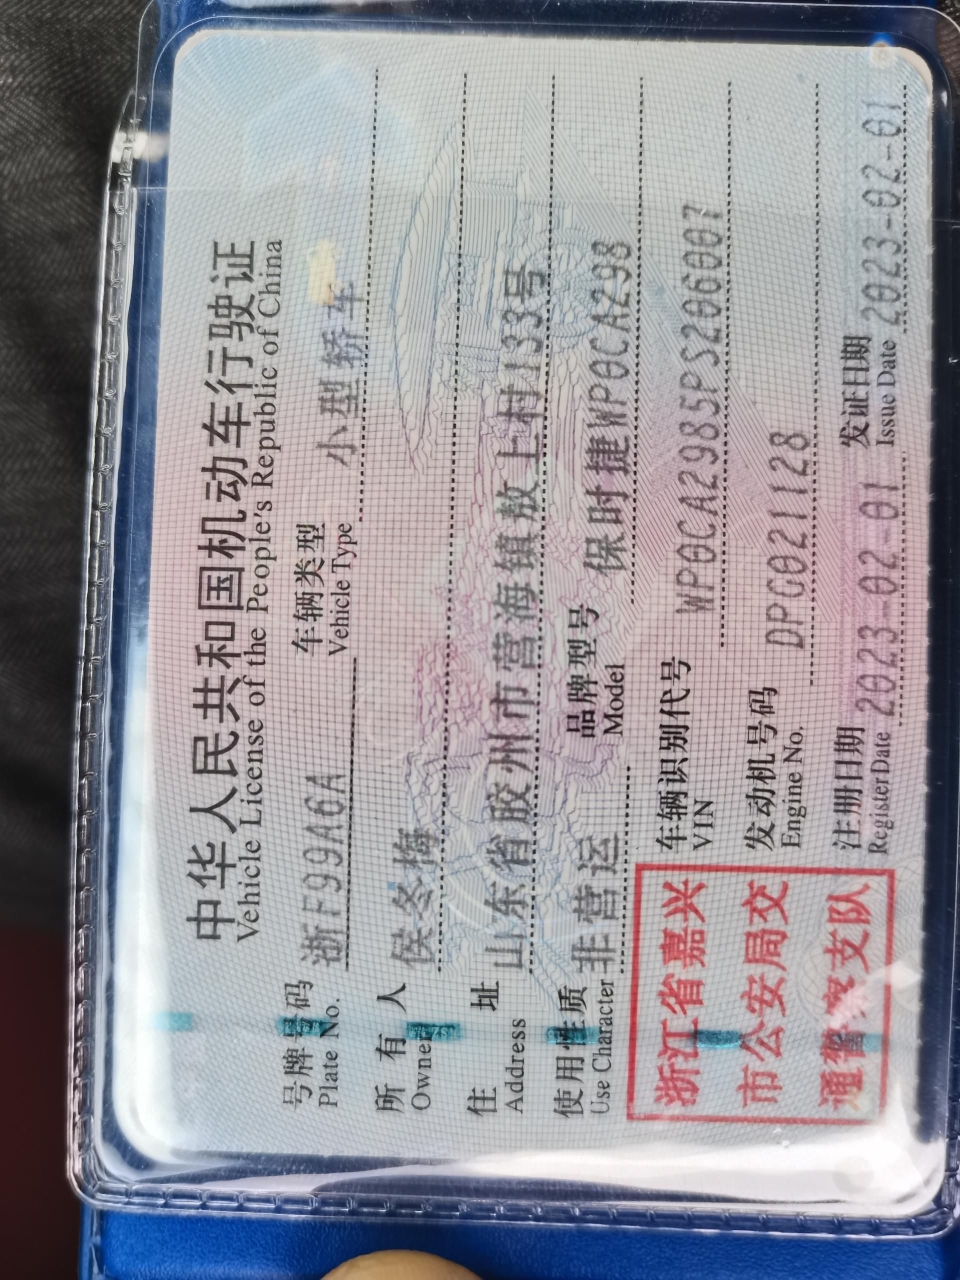 中华人民共和国机动车行驶证
Vehicle License of the People's Republic of China
号牌号码 浙F99A6A 车辆类型 小型轿车
Plate No. Vehicle Type
所有人 侯冬梅
Owner
住址 山东省胶州市营海镇敖上村133号
Address
使用性质 非营运 品牌型号 保时捷WP0CA298
Use Character Model
浙江省嘉兴
市公安局交
通警察支队
车辆识别代号 WP0CA2985PS206007
VIN
发动机号码 DPG021128
Engine No.
注册日期 2023-02-01 发证日期 2023-02-01
Register Date Issue Date